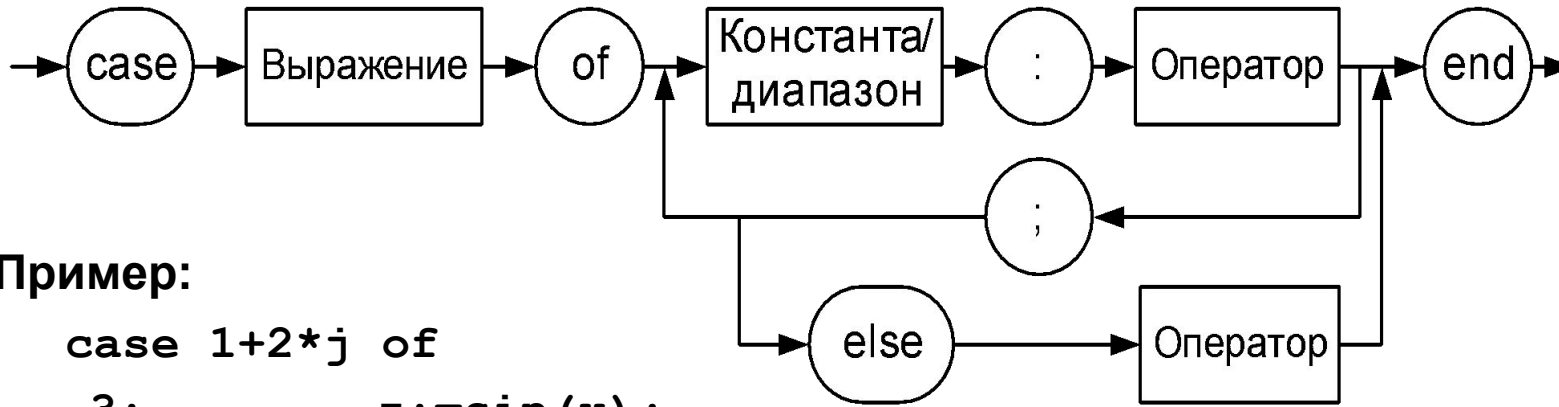 case Выражение of Константа/ диапазон : Оператор end
;
else Оператор
Пример:
case 1+2*j of